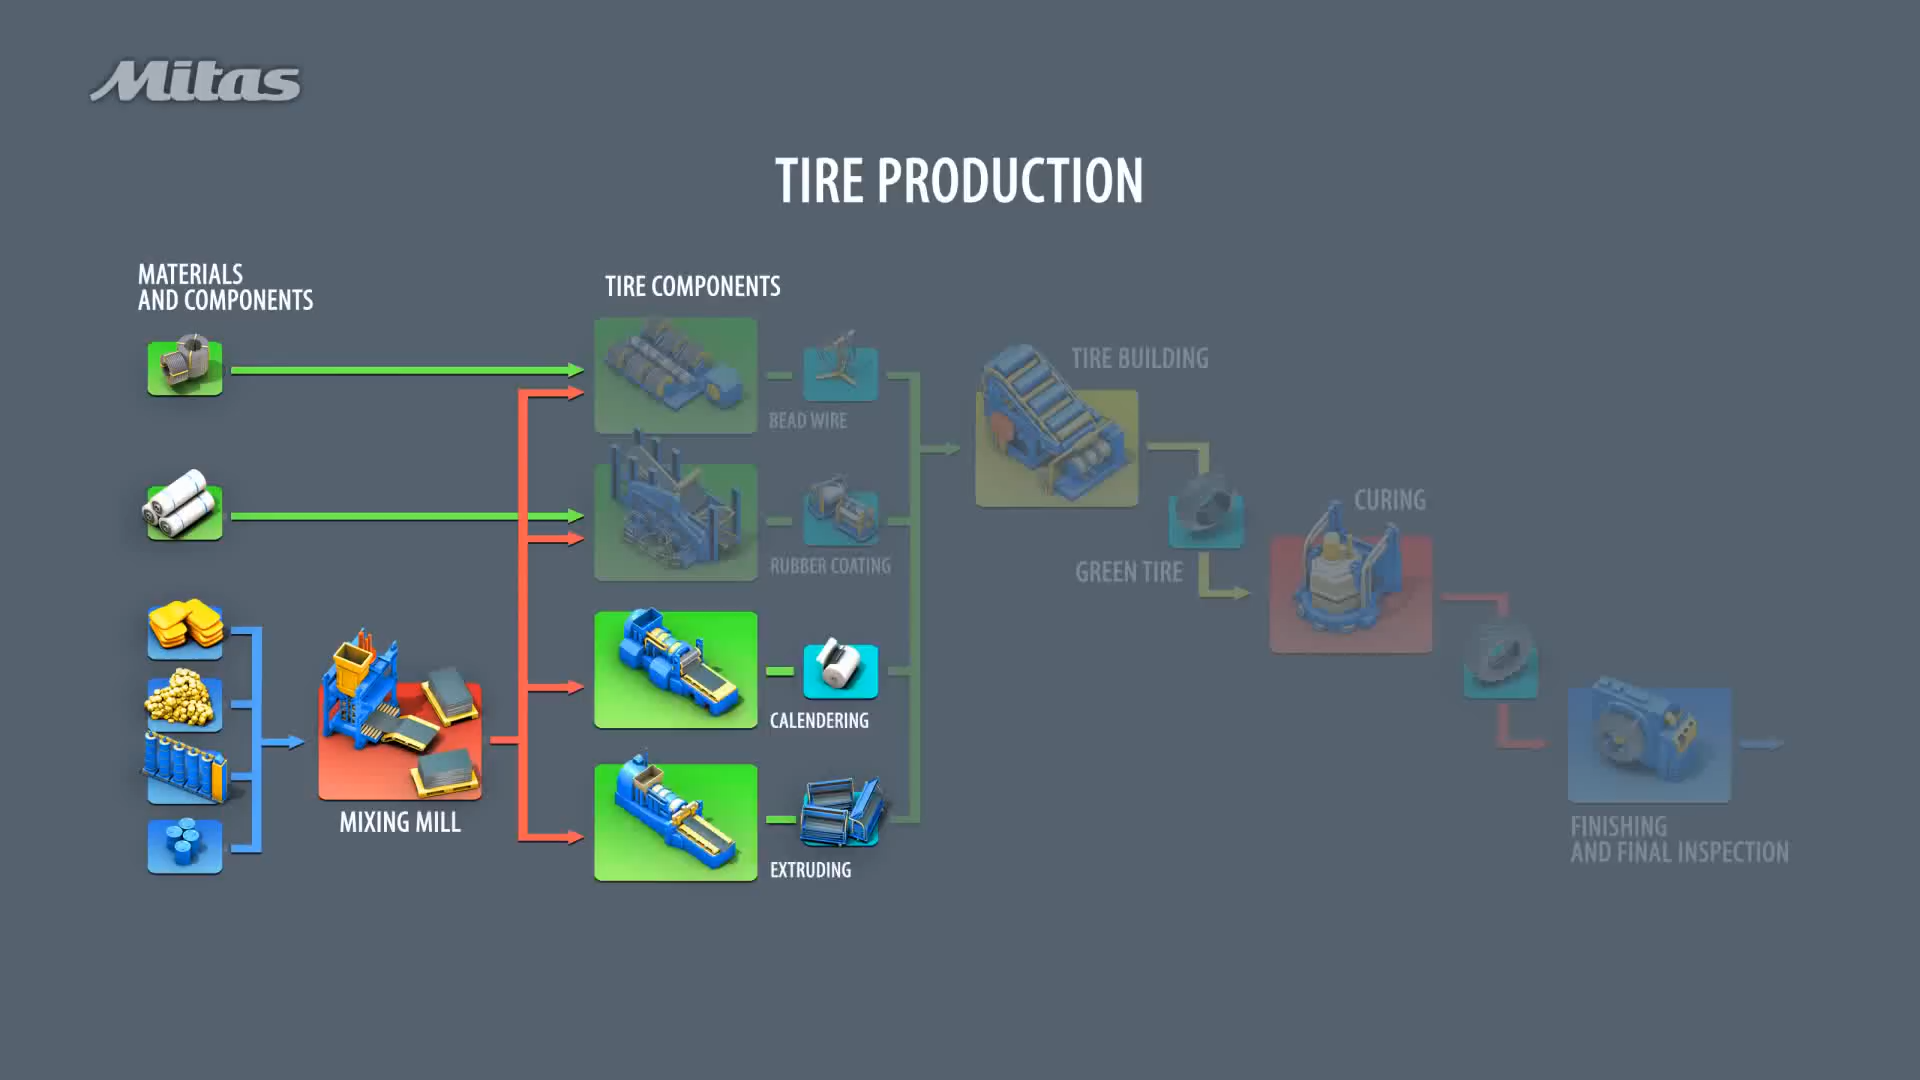 Mitas
TIRE PRODUCTION
MATERIALS
AND COMPONENTS
TIRE COMPONENTS
BEAD WIRE
TIRE BUILDING
RUBBER COATING
CURING
GREEN TIRE
CALENDERING
MIXING MILL
EXTRUDING
FINISHING
AND FINAL INSPECTION